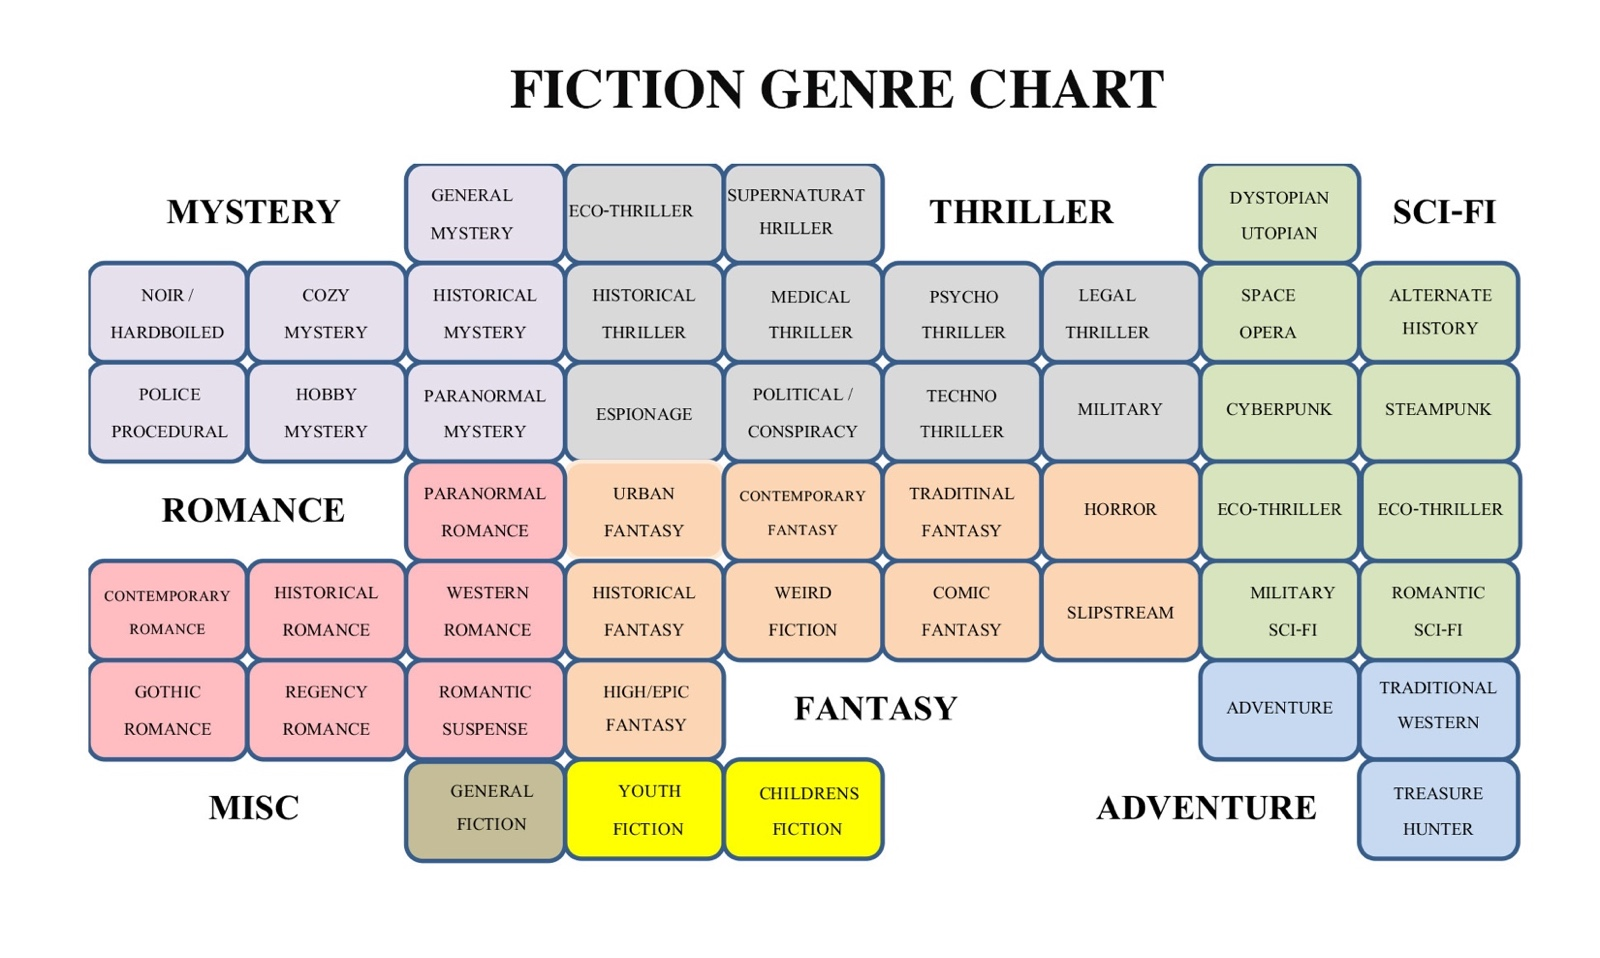 FICTION GENRE CHART
MYSTERY
GENERAL
MYSTERY
ECO-THRILLER
SUPERNATURAT
HRILLER
THRILLER
DYSTOPIAN
UTOPIAN
SCI-FI
NOIR /
HARDBOILED
COZY
MYSTERY
HISTORICAL
MYSTERY
HISTORICAL
THRILLER
MEDICAL
THRILLER
PSYCHO
THRILLER
LEGAL
THRILLER
SPACE
OPERA
ALTERNATE
HISTORY
POLICE
PROCEDURAL
HOBBY
MYSTERY
PARANORMAL
MYSTERY
ESPIONAGE
POLITICAL /
CONSPIRACY
TECHNO
THRILLER
MILITARY
CYBERPUNK
STEAMPUNK
ROMANCE
PARANORMAL
ROMANCE
URBAN
FANTASY
CONTEMPORARY
FANTASY
TRADITINAL
FANTASY
HORROR
ECO-THRILLER
ECO-THRILLER
CONTEMPORARY
ROMANCE
HISTORICAL
ROMANCE
WESTERN
ROMANCE
HISTORICAL
FANTASY
WEIRD
FICTION
COMIC
FANTASY
SLIPSTREAM
MILITARY
SCI-FI
ROMANTIC
SCI-FI
GOTHIC
ROMANCE
REGENCY
ROMANCE
ROMANTIC
SUSPENSE
HIGH/EPIC
FANTASY
FANTASY
ADVENTURE
TRADITIONAL
WESTERN
MISC
GENERAL
FICTION
YOUTH
FICTION
CHILDRENS
FICTION
ADVENTURE
TREASURE
HUNTER